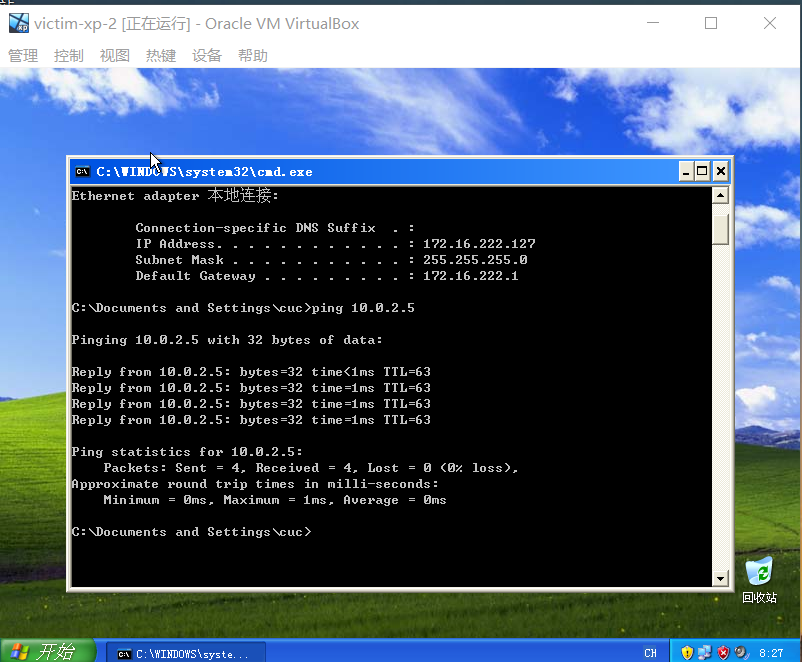 victim-xp-2 [正在运行] - Oracle VM VirtualBox
管理 控制 视图 热键 设备 帮助
C:\WINDOWS\system32\cmd.exe
Ethernet adapter 本地连接:
Connection-specific DNS Suffix . :
IP Address. . . . . . . . . . . . : 172.16.222.127
Subnet Mask . . . . . . . . . . . : 255.255.255.0
Default Gateway . . . . . . . . . : 172.16.222.1
C:\Documents and Settings\cuc>ping 10.0.2.5
Pinging 10.0.2.5 with 32 bytes of data:
Reply from 10.0.2.5: bytes=32 time<1ms TTL=63
Reply from 10.0.2.5: bytes=32 time=1ms TTL=63
Reply from 10.0.2.5: bytes=32 time=1ms TTL=63
Reply from 10.0.2.5: bytes=32 time=1ms TTL=63
Ping statistics for 10.0.2.5:
Packets: Sent = 4, Received = 4, Lost = 0 (0% loss),
Approximate round trip times in milli-seconds:
Minimum = 0ms, Maximum = 1ms, Average = 0ms
C:\Documents and Settings\cuc>
回收站
开始 C:\WINDOWS\syste... CH 8:27